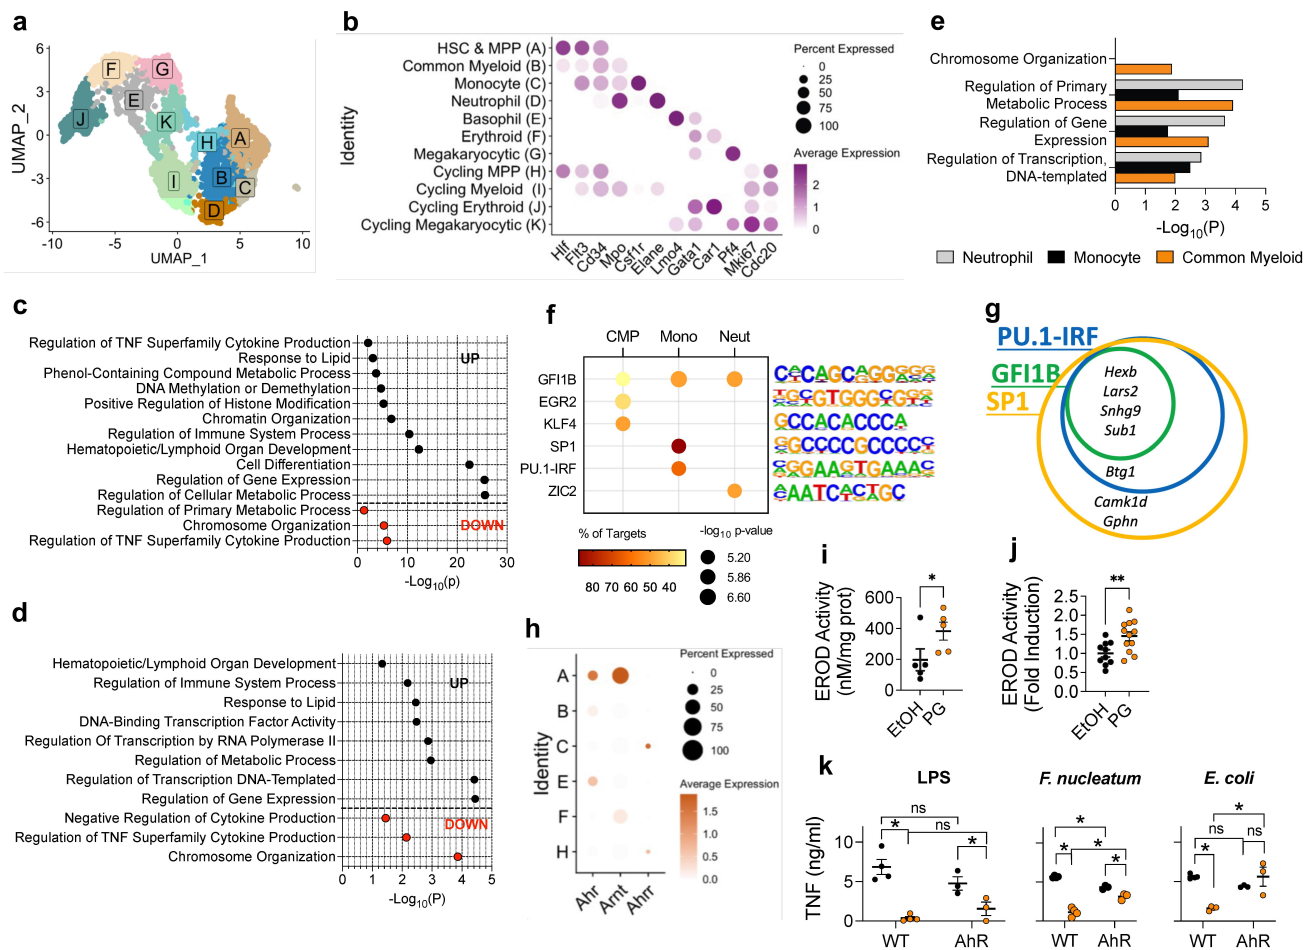 a
UMAP_2
6
3
0
-3
-6
F
G
E
J
K
H
A
B
I
C
D
-10
-5
0
5
10
UMAP_1
b
Identity
HSC & MPP (A)
Common Myeloid (B)
Monocyte (C)
Neutrophil (D)
Basophil (E)
Erythroid (F)
Megakaryocytic (G)
Cycling MPP (H)
Cycling Myeloid (I)
Cycling Erythroid (J)
Cycling Megakaryocytic (K)
Hlf
Flt3
Cd34
Mpo
Csf1r
Elane
Lmo4
Gata1
Car1
Pf4
Mki67
Cdc20
Percent Expressed
0
25
50
75
100
Average Expression
2
1
0
e
Chromosome Organization
Regulation of Primary
Metabolic Process
Regulation of Gene
Expression
Regulation of Transcription,
DNA-templated
0 1 2 3 4 5
-Log10(P)
Neutrophil Monocyte Common Myeloid
c
Regulation of TNF Superfamily Cytokine Production
Response to Lipid
Phenol-Containing Compound Metabolic Process
DNA Methylation or Demethylation
Positive Regulation of Histone Modification
Chromatin Organization
Regulation of Immune System Process
Hematopoietic/Lymphoid Organ Development
Cell Differentiation
Regulation of Gene Expression
Regulation of Cellular Metabolic Process
Regulation of Primary Metabolic Process
Chromosome Organization
Regulation of TNF Superfamily Cytokine Production
UP
DOWN
0 10 20 30
-Log10(p)
d
Hematopoietic/Lymphoid Organ Development
Regulation of Immune System Process
Response to Lipid
DNA-Binding Transcription Factor Activity
Regulation Of Transcription by RNA Polymerase II
Regulation of Metabolic Process
Regulation of Transcription DNA-Templated
Regulation of Gene Expression
Negative Regulation of Cytokine Production
Regulation of TNF Superfamily Cytokine Production
Chromosome Organization
UP
DOWN
0 1 2 3 4 5
-Log10(P)
f
CMP Mono Neut
GFI1B
EGR2
KLF4
SP1
PU.1-IRF
ZIC2
% of Targets
80 70 60 50 40
-log10 p-value
5.20
5.86
6.60
g
PU.1-IRF
GFI1B
SP1
Hexb
Lars2
Snhg9
Sub1
Btg1
Camk1d
Gphn
h
Identity
A
B
C
E
F
H
Ahr
Arnt
Ahrr
Percent Expressed
0
25
50
75
100
Average Expression
1.5
1.0
0.5
0.0
i
EROD Activity
(nM/mg prot)
600
400
200
0
*
EtOH
PG
j
EROD Activity
(Fold Induction)
2.5
2.0
1.5
1.0
0.5
0.0
**
EtOH
PG
k
TNF (ng/ml)
10
5
0
LPS
ns
* ns
*
WT AhR
F. nucleatum
*
* *
*
WT AhR
E. coli
*
ns ns
*
WT AhR